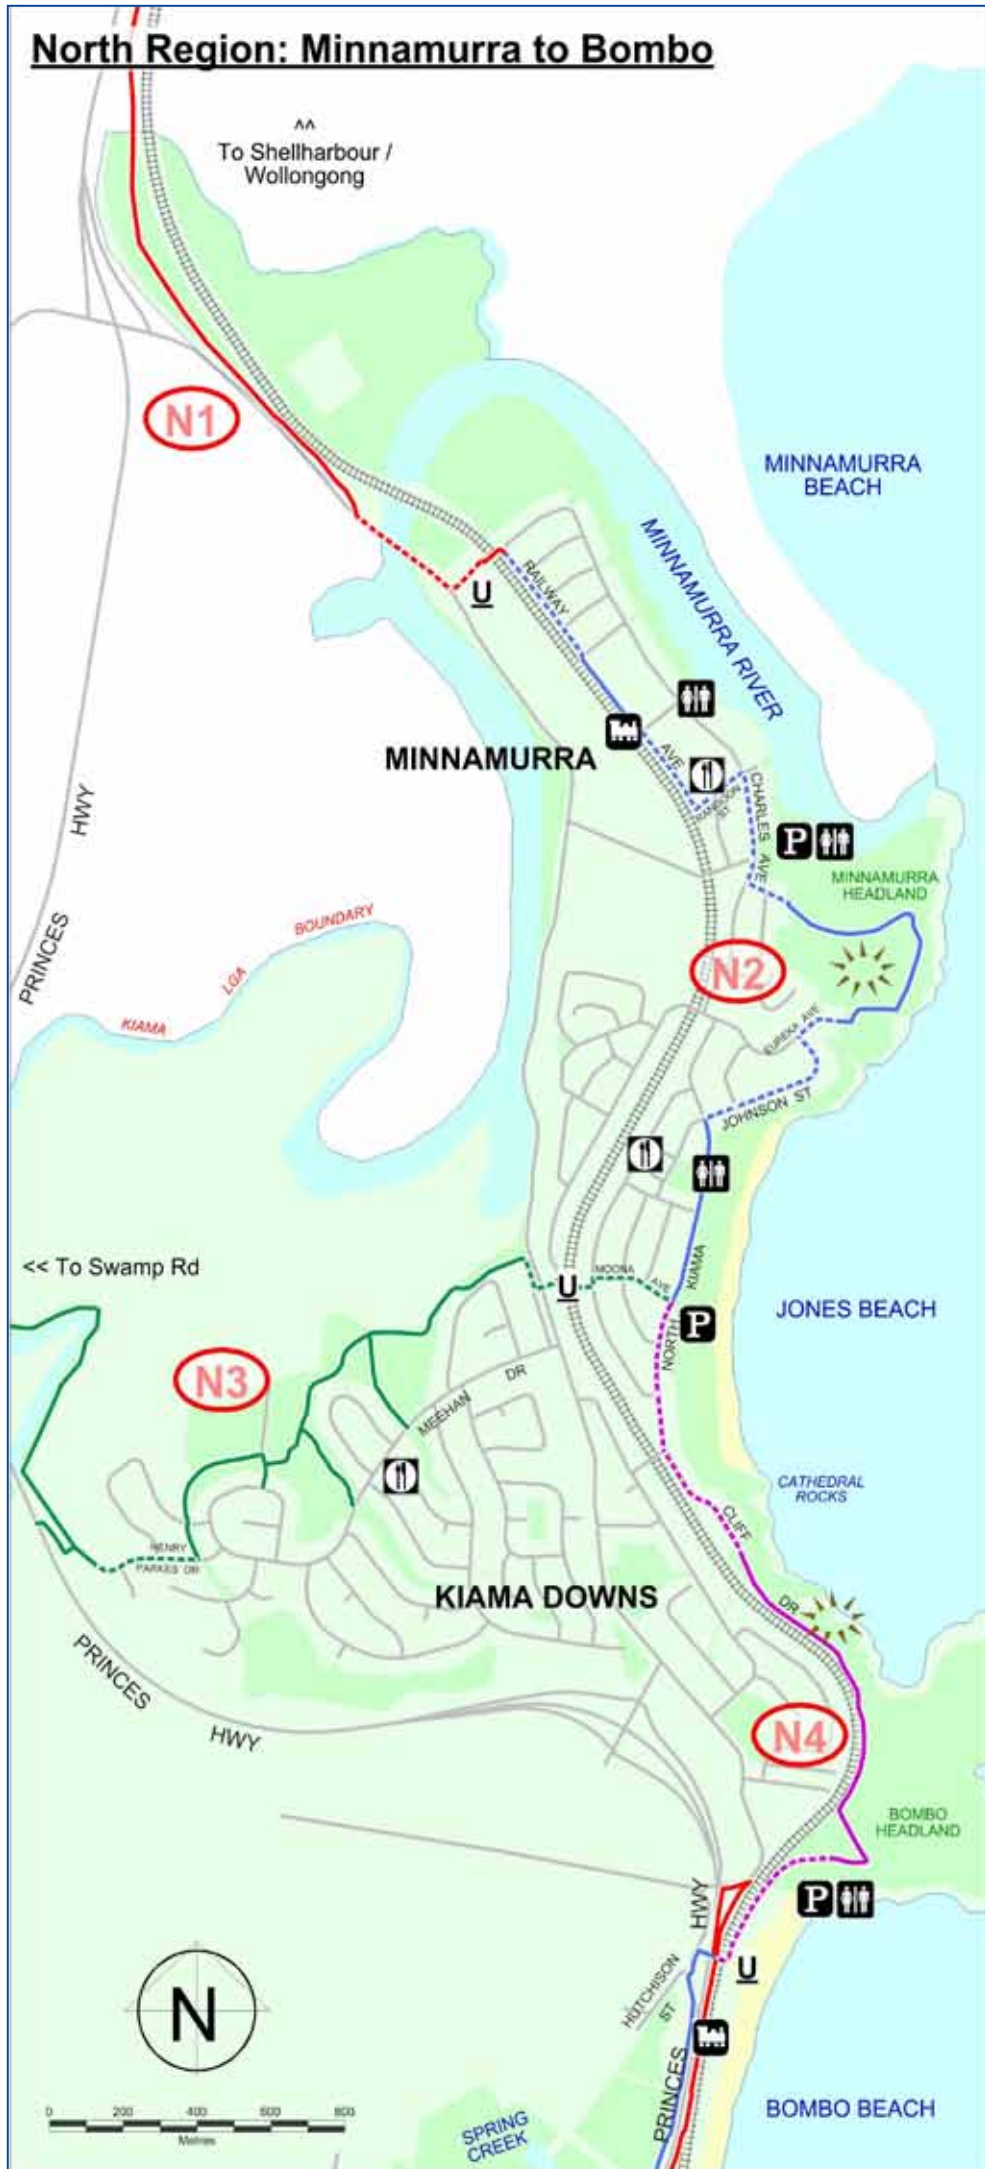 North Region: Minnamurra to Bombo
^^
To Shellharbour /
Wollongong
N1
MINNAMURRA
BEACH
MINNAMURRA RIVER
RAILWAY
U
MINNAMURRA
AVE
RANGOON
ST
CHARLES AVE
P
MINNAMURRA
HEADLAND
HWY
PRINCES
BOUNDARY
LGA
KIAMA
N2
EUREKA AVE
JOHNSON ST
<< To Swamp Rd
MOONA
AVE
KIAMA
U
NORTH
P
JONES BEACH
N3
MEEHAN DR
CATHEDRAL
ROCKS
CLIFF
HENRY
PARKES DR
KIAMA DOWNS
DR
PRINCES
HWY
N4
BOMBO
HEADLAND
P
HWY
U
HUTCHISON
ST
N
PRINCES
0 200 400 600 800
Metres
SPRING
CREEK
BOMBO BEACH